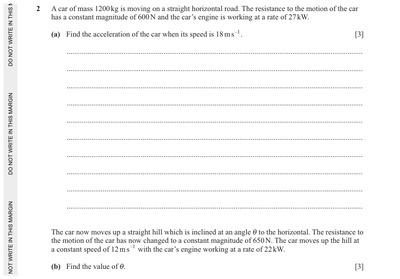 DO NOT WRITE IN THIS M
2 A car of mass 1200 kg is moving on a straight horizontal road. The resistance to the motion of the car
has a constant magnitude of 600 N and the car's engine is working at a rate of 27 kW.
(a) Find the acceleration of the car when its speed is 18 m s⁻¹. [3]
DO NOT WRITE IN THIS MARGIN
DO NOT WRITE IN THIS MARGIN
The car now moves up a straight hill which is inclined at an angle θ to the horizontal. The resistance to
the motion of the car has now changed to a constant magnitude of 650 N. The car moves up the hill at
a constant speed of 12 m s⁻¹ with the car's engine working at a rate of 22 kW.
(b) Find the value of θ. [3]